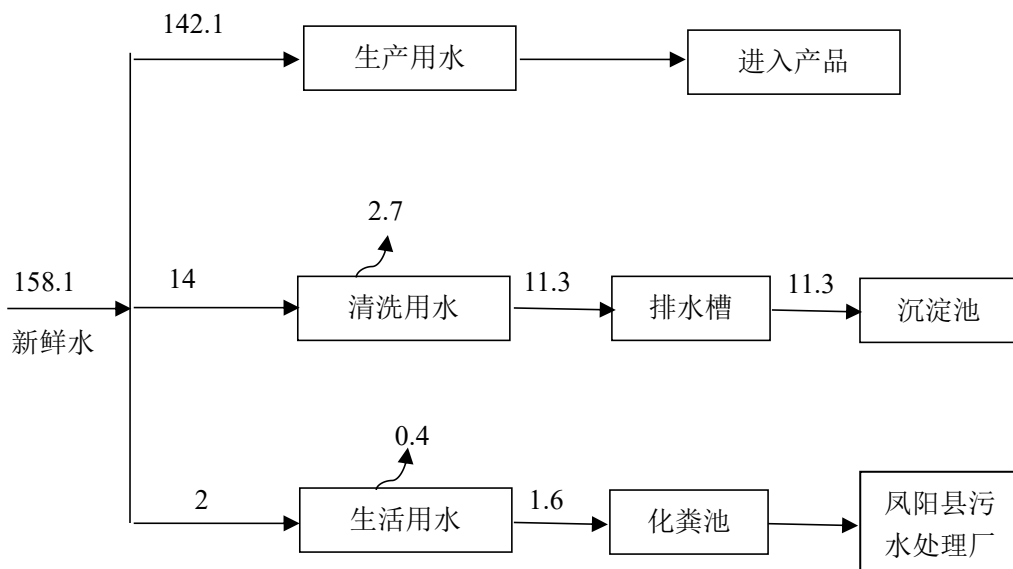 142.1
生产用水
进入产品
2.7
158.1
14
清洗用水
11.3
排水槽
11.3
沉淀池
新鲜水
0.4
2
生活用水
1.6
化粪池
凤阳县污
水处理厂